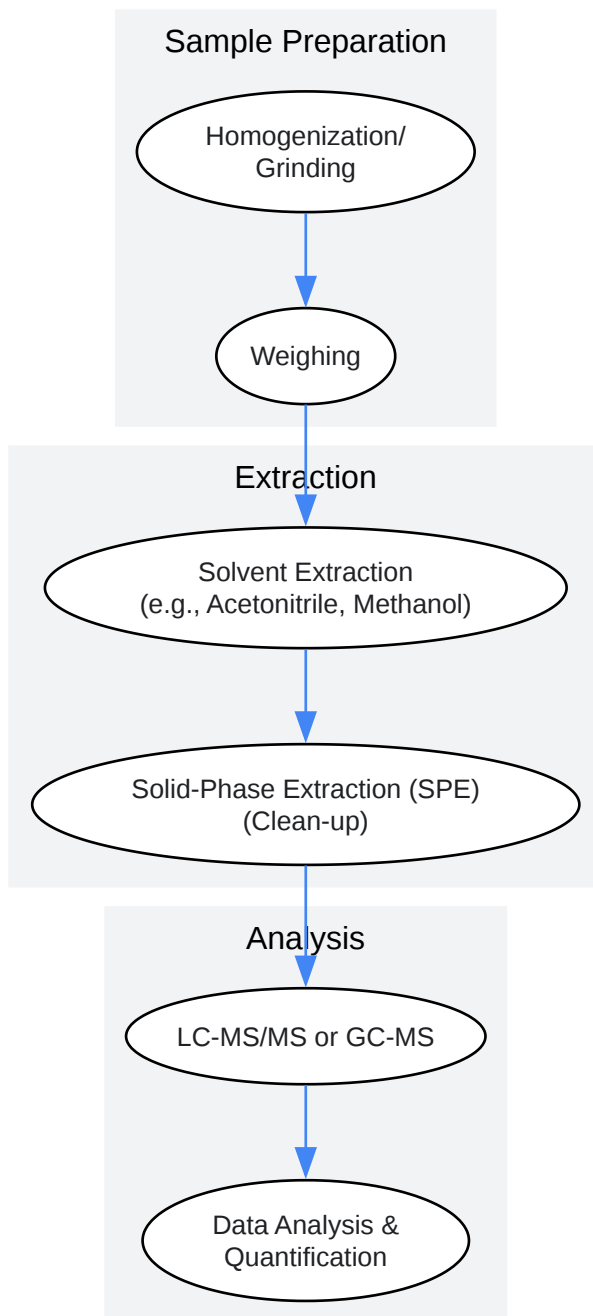 Sample Preparation
Homogenization/
Grinding
Weighing
Extraction
Solvent Extraction
(e.g., Acetonitrile, Methanol)
Solid-Phase Extraction (SPE)
(Clean-up)
Analysis
LC-MS/MS or GC-MS
Data Analysis &
Quantification